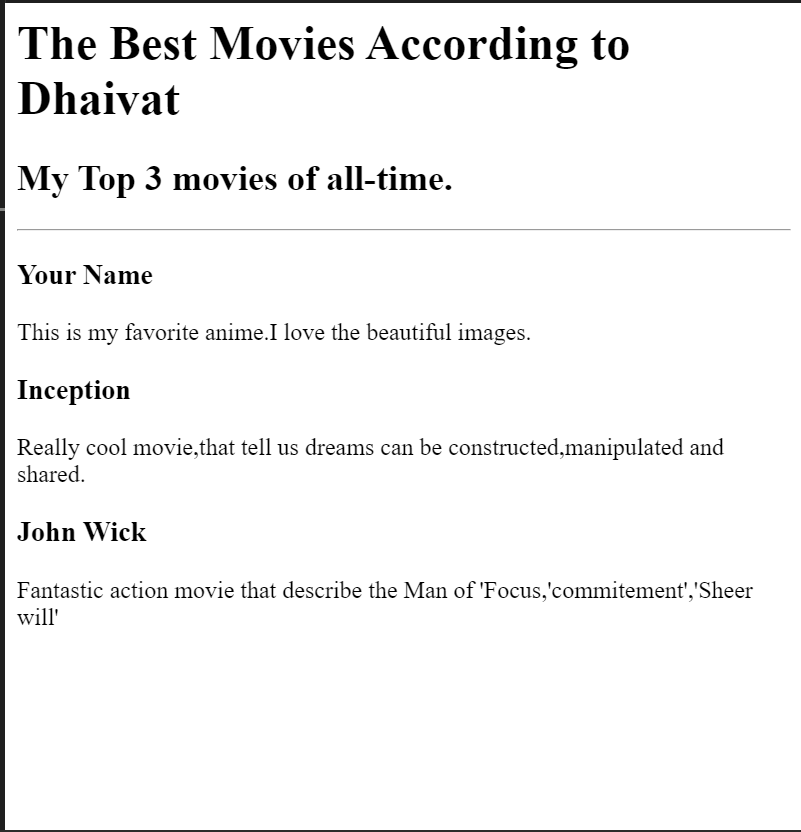 The Best Movies According to
Dhaivat
My Top 3 movies of all-time.
Your Name
This is my favorite anime.I love the beautiful images.
Inception
Really cool movie,that tell us dreams can be constructed,manipulated and
shared.
John Wick
Fantastic action movie that describe the Man of 'Focus,'commitement','Sheer
will'